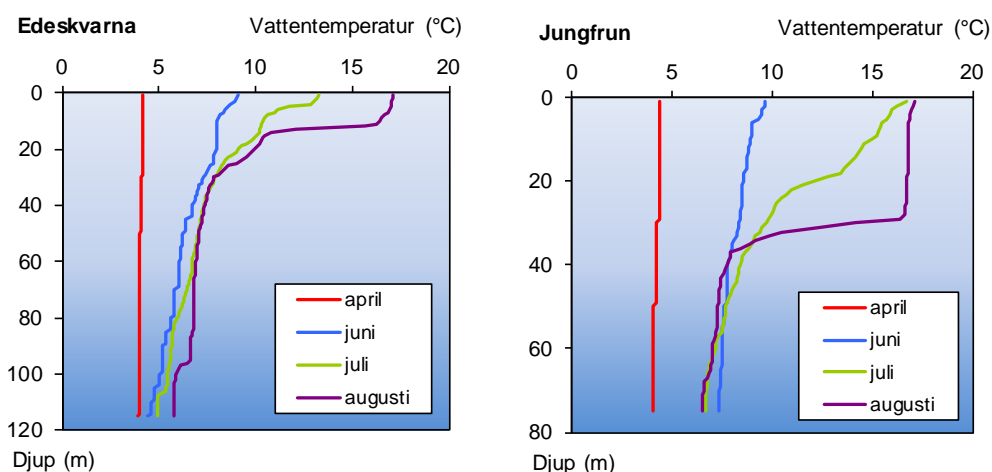 Edeskvarna
Vattentemperatur (°C)
0 5 10 15 20
0
20
40
60
80
100
120
april
juni
juli
augusti
Djup (m)
Jungfrun
Vattentemperatur (°C)
0 5 10 15 20
0
20
40
60
80
april
juni
juli
augusti
Djup (m)